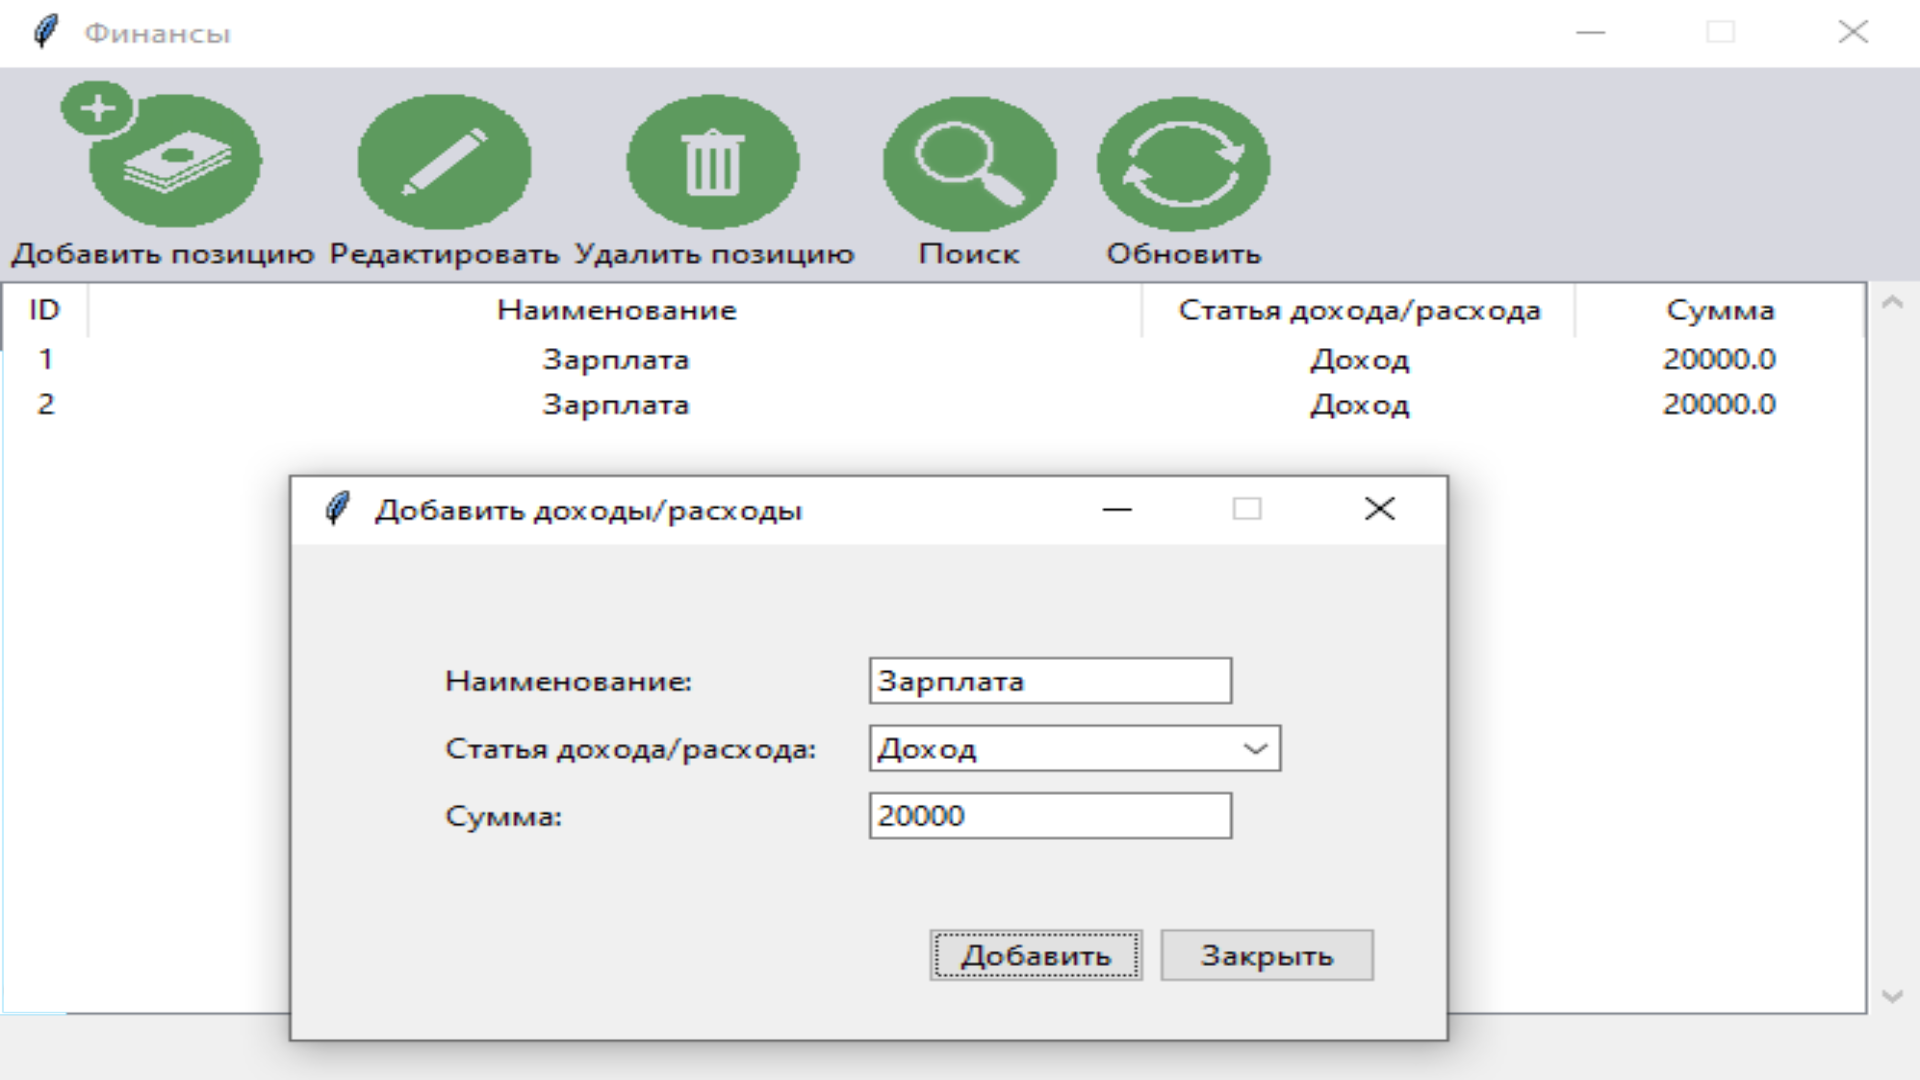 Финансы
Добавить позицию Редактировать Удалить позицию Поиск Обновить
ID Наименование Статья дохода/расхода Сумма
1 Зарплата Доход 20000.0
2 Зарплата Доход 20000.0
Добавить доходы/расходы
Наименование: Зарплата
Статья дохода/расхода: Доход
Сумма: 20000
Добавить Закрыть